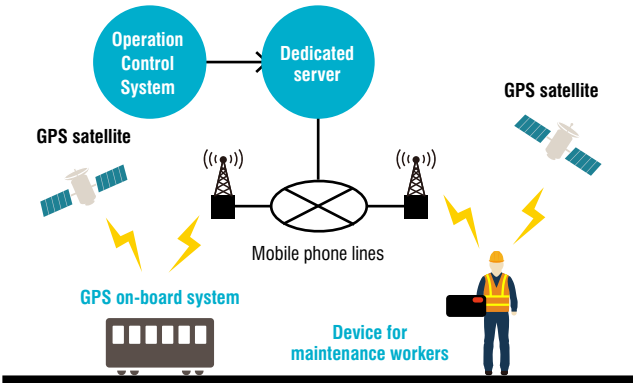 Operation
Control
System
Dedicated
server
GPS satellite
GPS satellite
Mobile phone lines
GPS on-board system
Device for
maintenance workers